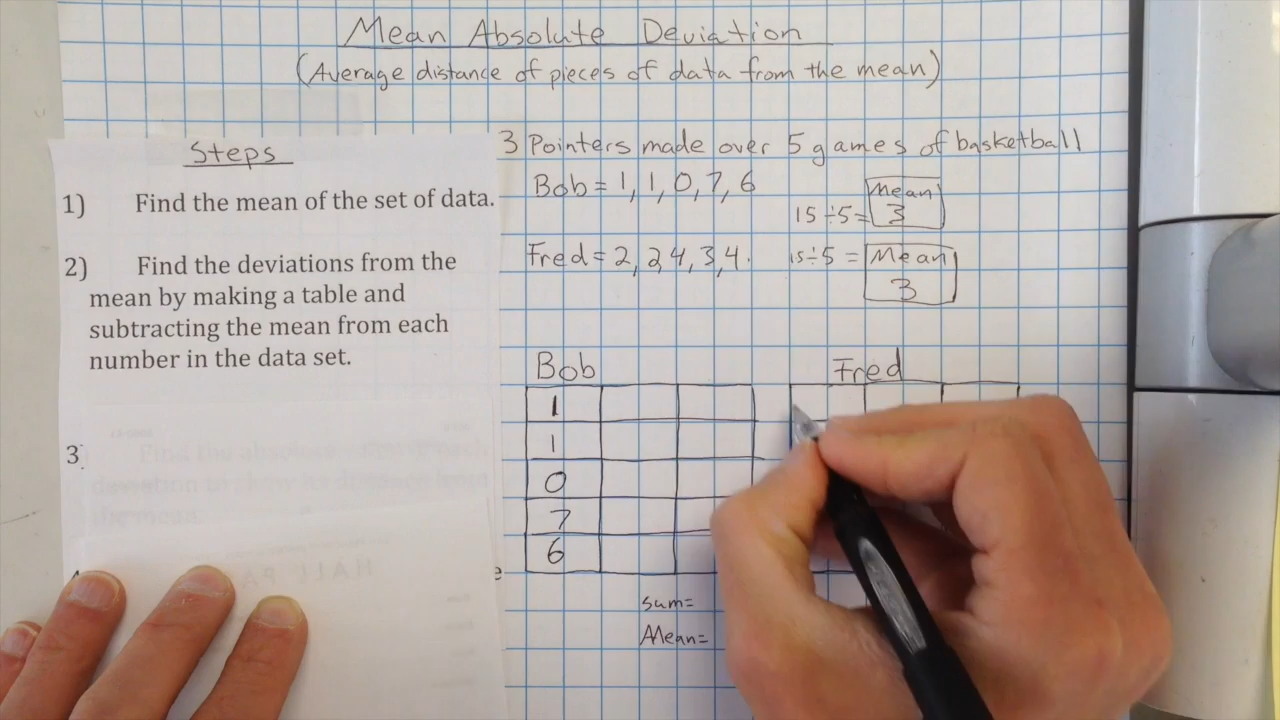 Mean Absolute Deviation
(Average distance of pieces of data from the mean)
Steps
1) Find the mean of the set of data.
2) Find the deviations from the
mean by making a table and
subtracting the mean from each
number in the data set.
3)
3 Pointers made over 5 games of basketball
Bob = 1, 1, 0, 7, 6
15 ÷ 5 = Mean
3
Fred = 2, 2, 4, 3, 4.
15 ÷ 5 = Mean
3
Bob
1
1
0
7
6
sum=
Mean=
Fred